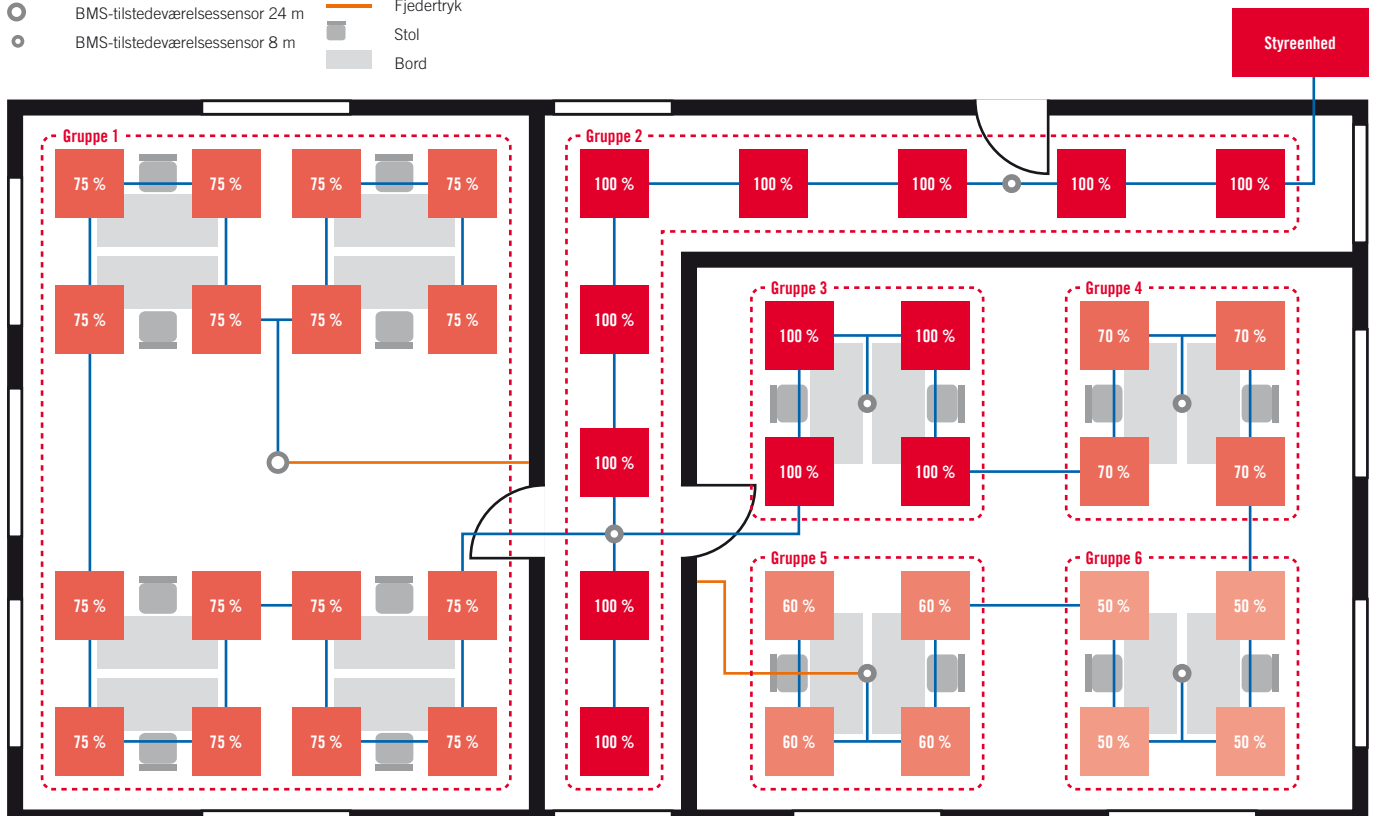 BMS-tilstedeværelsessensor 24 m
BMS-tilstedeværelsessensor 8 m
Fjedertryk
Stol
Bord
Styreenhed
Gruppe 1
75 % 75 % 75 % 75 %
75 % 75 % 75 % 75 %
75 % 75 % 75 % 75 %
75 % 75 % 75 % 75 %
Gruppe 2
100 % 100 % 100 % 100 % 100 %
100 %
100 %
100 %
100 %
Gruppe 3
100 % 100 %
100 % 100 %
Gruppe 4
70 % 70 %
70 % 70 %
Gruppe 5
60 % 60 %
60 % 60 %
Gruppe 6
50 % 50 %
50 % 50 %